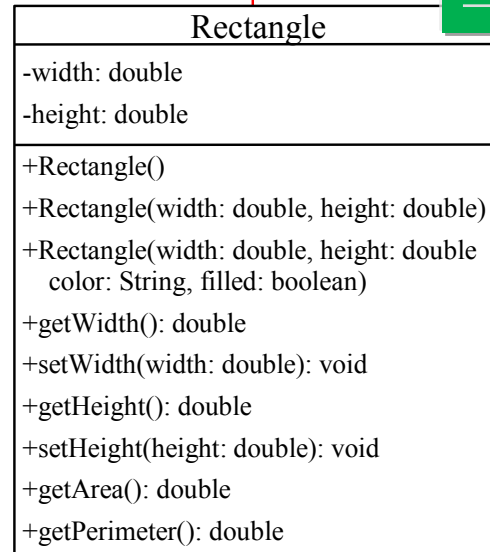 Rectangle
-width: double
-height: double
+Rectangle()
+Rectangle(width: double, height: double)
+Rectangle(width: double, height: double
color: String, filled: boolean)
+getWidth(): double
+setWidth(width: double): void
+getHeight(): double
+setHeight(height: double): void
+getArea(): double
+getPerimeter(): double